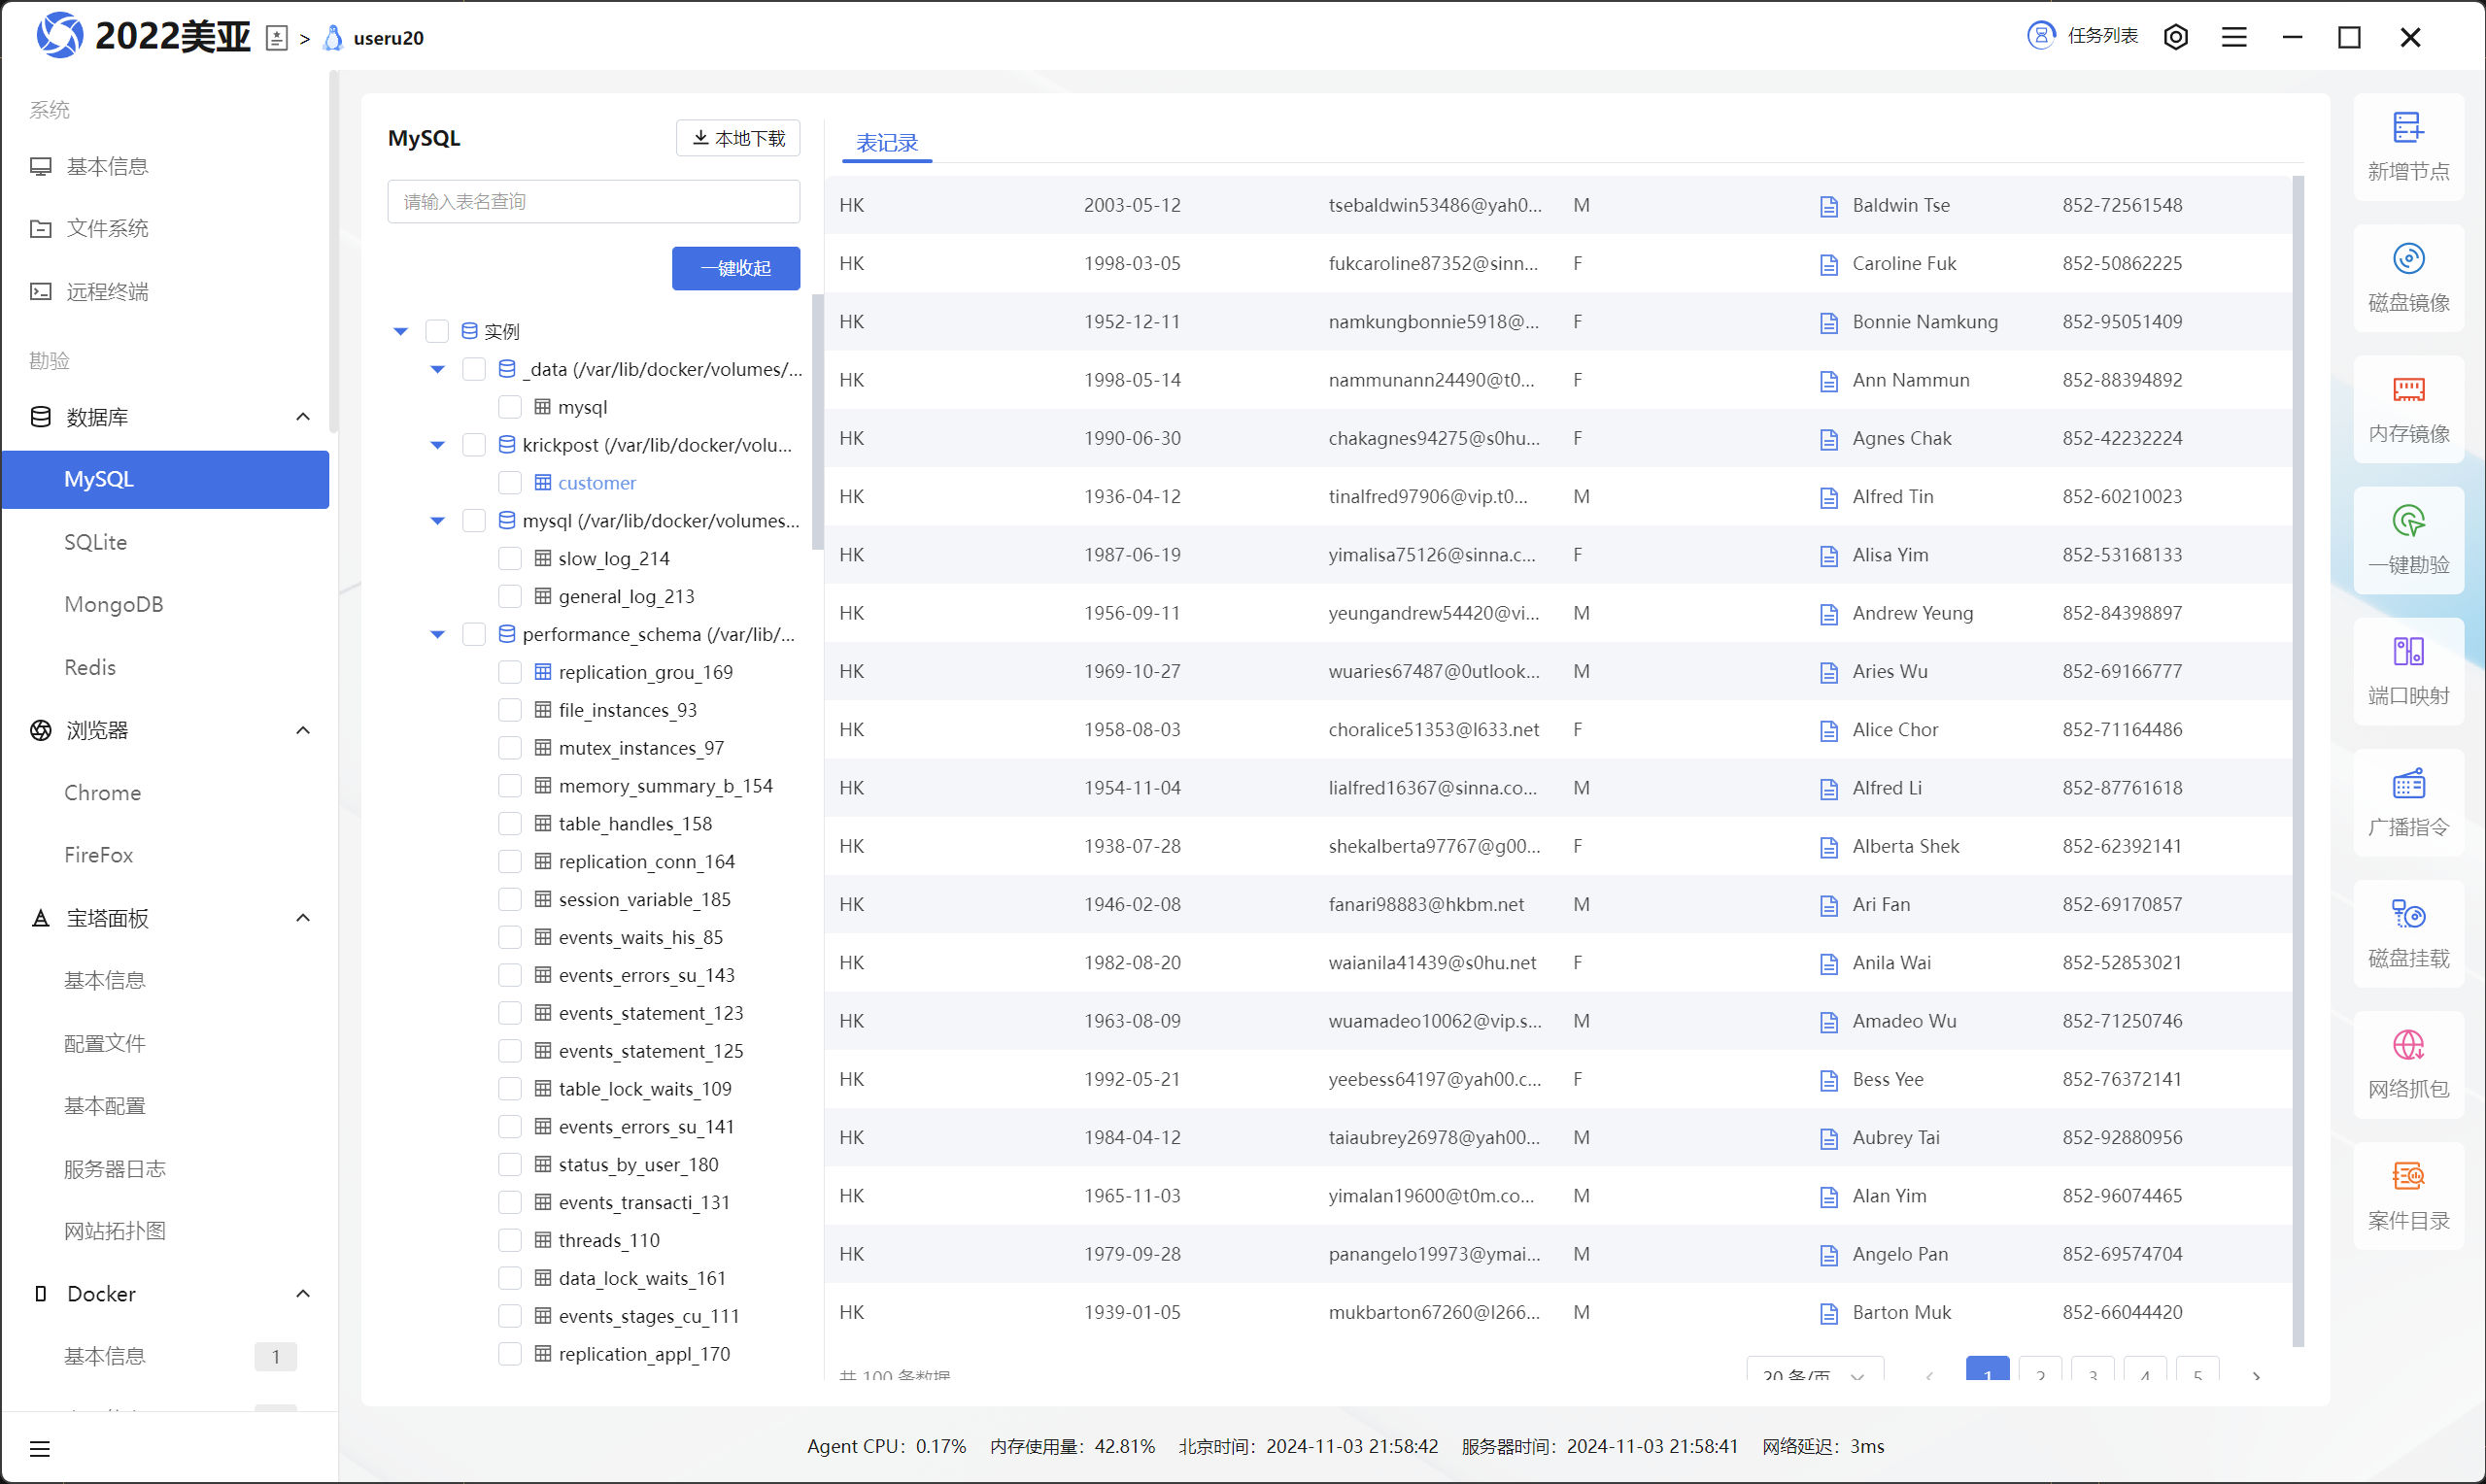 2022美亚 > useru20
任务列表
系统
基本信息
文件系统
远程终端
勘验
数据库
MySQL
SQLite
MongoDB
Redis
浏览器
Chrome
FireFox
宝塔面板
基本信息
配置文件
基本配置
服务器日志
网站拓扑图
Docker
基本信息 1
MySQL
本地下载
请输入表名查询
一键收起
实例
_data (/var/lib/docker/volumes/...
mysql
krickpost (/var/lib/docker/volu...
customer
mysql (/var/lib/docker/volumes...
slow_log_214
general_log_213
performance_schema (/var/lib/...
replication_grou_169
file_instances_93
mutex_instances_97
memory_summary_b_154
table_handles_158
replication_conn_164
session_variable_185
events_waits_his_85
events_errors_su_143
events_statement_123
events_statement_125
table_lock_waits_109
events_errors_su_141
status_by_user_180
events_transacti_131
threads_110
data_lock_waits_161
events_stages_cu_111
replication_appl_170
表记录
HK 2003-05-12 tsebaldwin53486@yah0... M Baldwin Tse 852-72561548
HK 1998-03-05 fukcaroline87352@sinn... F Caroline Fuk 852-50862225
HK 1952-12-11 namkungbonnie5918@... F Bonnie Namkung 852-95051409
HK 1998-05-14 nammunann24490@t0... F Ann Nammun 852-88394892
HK 1990-06-30 chakagnes94275@s0hu... F Agnes Chak 852-42232224
HK 1936-04-12 tinalfred97906@vip.t0... M Alfred Tin 852-60210023
HK 1987-06-19 yimalisa75126@sinna.c... F Alisa Yim 852-53168133
HK 1956-09-11 yeungandrew54420@vi... M Andrew Yeung 852-84398897
HK 1969-10-27 wuaries67487@0utlook... M Aries Wu 852-69166777
HK 1958-08-03 choralice51353@l633.net F Alice Chor 852-71164486
HK 1954-11-04 lialfred16367@sinna.co... M Alfred Li 852-87761618
HK 1938-07-28 shekalberta97767@g00... F Alberta Shek 852-62392141
HK 1946-02-08 fanari98883@hkbm.net M Ari Fan 852-69170857
HK 1982-08-20 waianila41439@s0hu.net F Anila Wai 852-52853021
HK 1963-08-09 wuamadeo10062@vip.s... M Amadeo Wu 852-71250746
HK 1992-05-21 yeebess64197@yah00.c... F Bess Yee 852-76372141
HK 1984-04-12 taiaubrey26978@yah00... M Aubrey Tai 852-92880956
HK 1965-11-03 yimalan19600@t0m.co... M Alan Yim 852-96074465
HK 1979-09-28 panangelo19973@ymai... M Angelo Pan 852-69574704
HK 1939-01-05 mukbarton67260@l266... M Barton Muk 852-66044420
共 100 条数据 20 条/页 1 2 3 4 5
新增节点
磁盘镜像
内存镜像
一键勘验
端口映射
广播指令
磁盘挂载
网络抓包
案件目录
Agent CPU：0.17% 内存使用量：42.81% 北京时间：2024-11-03 21:58:42 服务器时间：2024-11-03 21:58:41 网络延迟：3ms